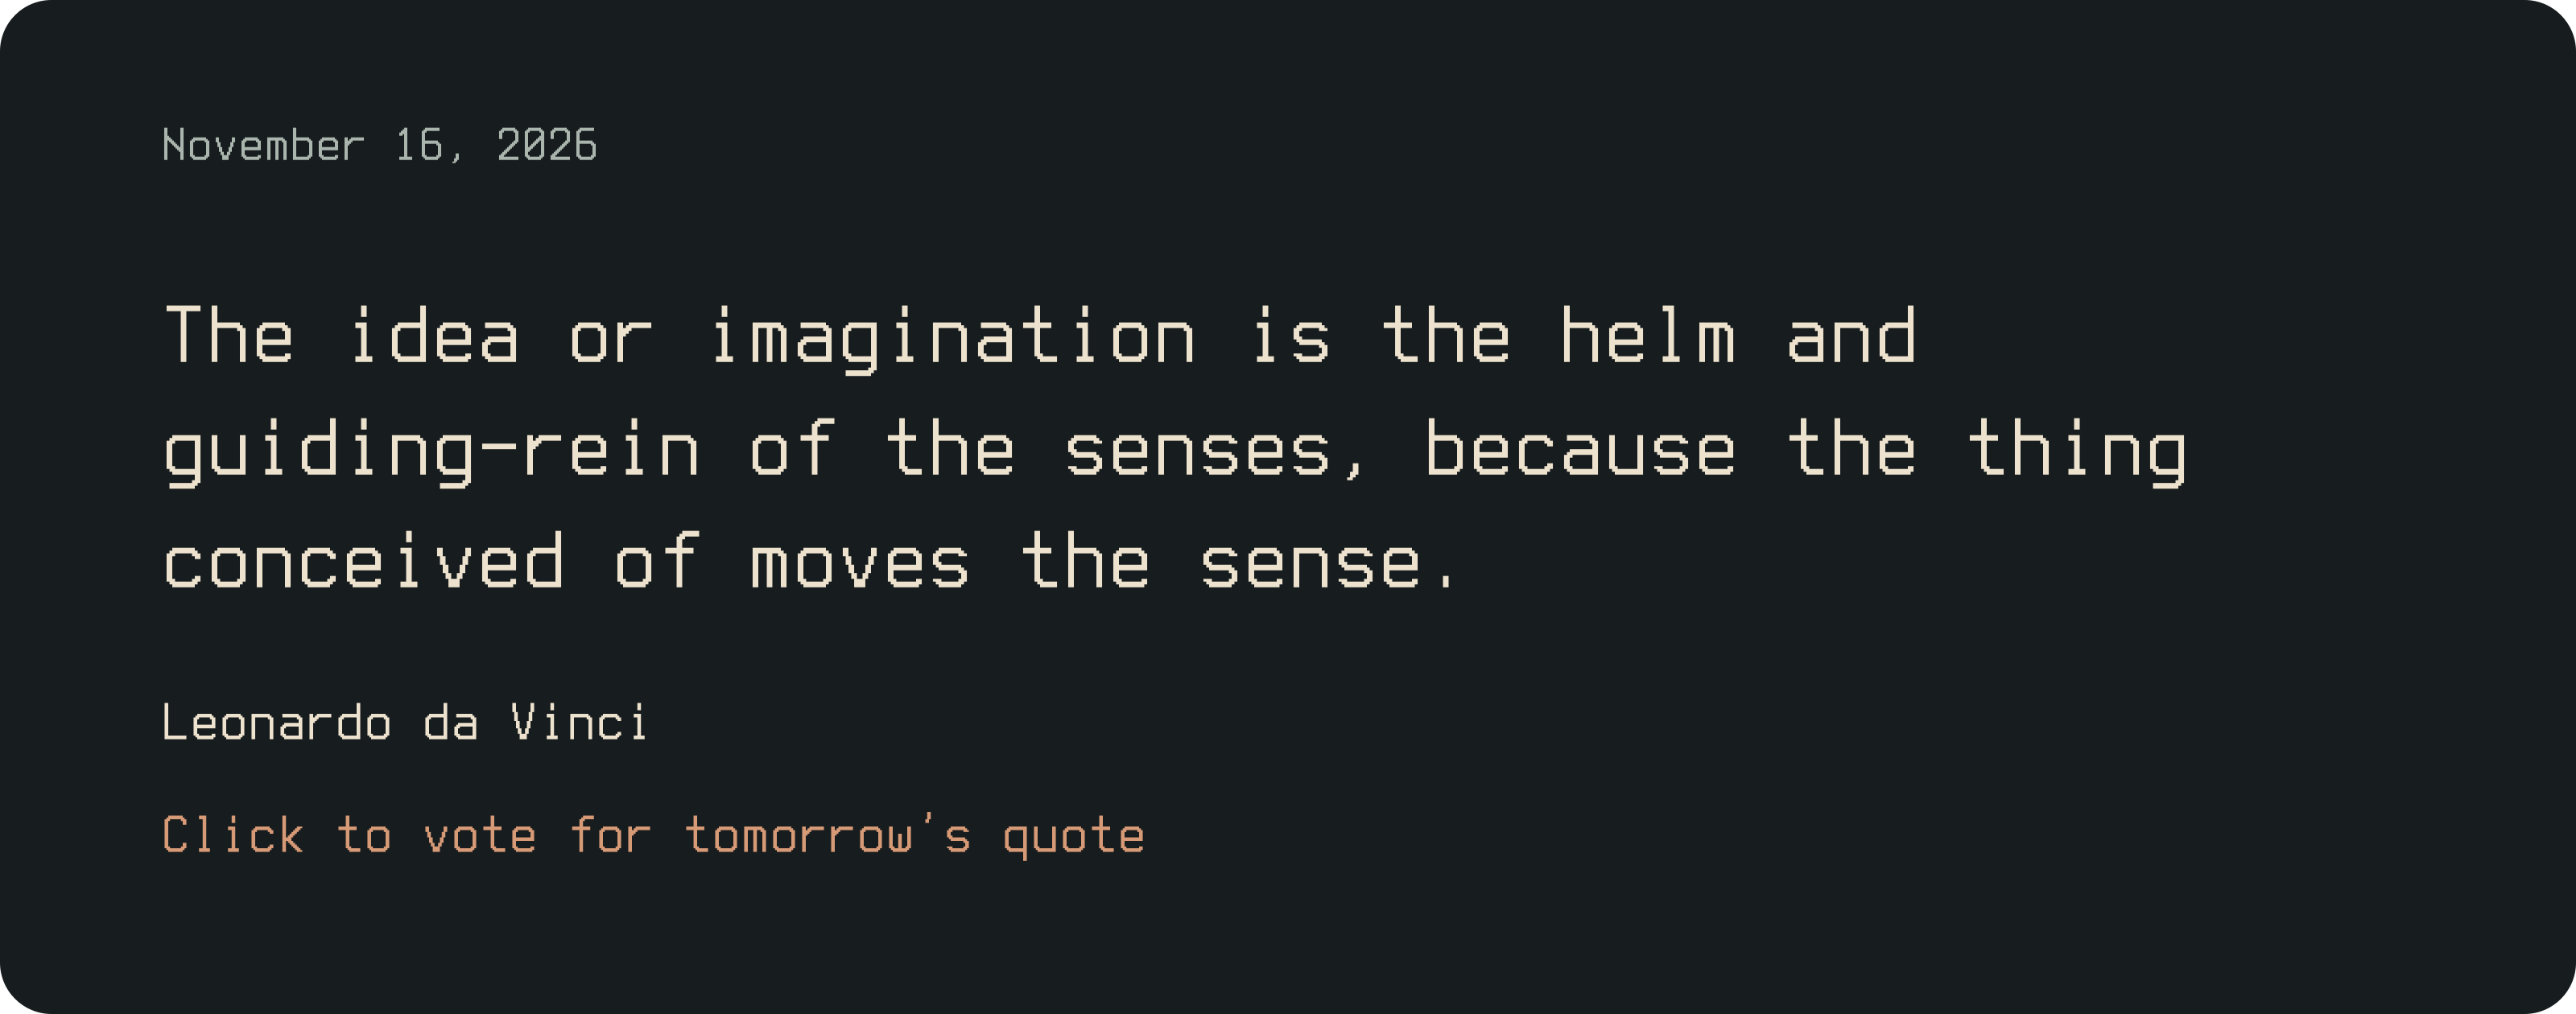 November 16, 2026
The idea or imagination is the helm and
guiding-rein of the senses, because the thing
conceived of moves the sense.
Leonardo da Vinci
Click to vote for tomorrow's quote